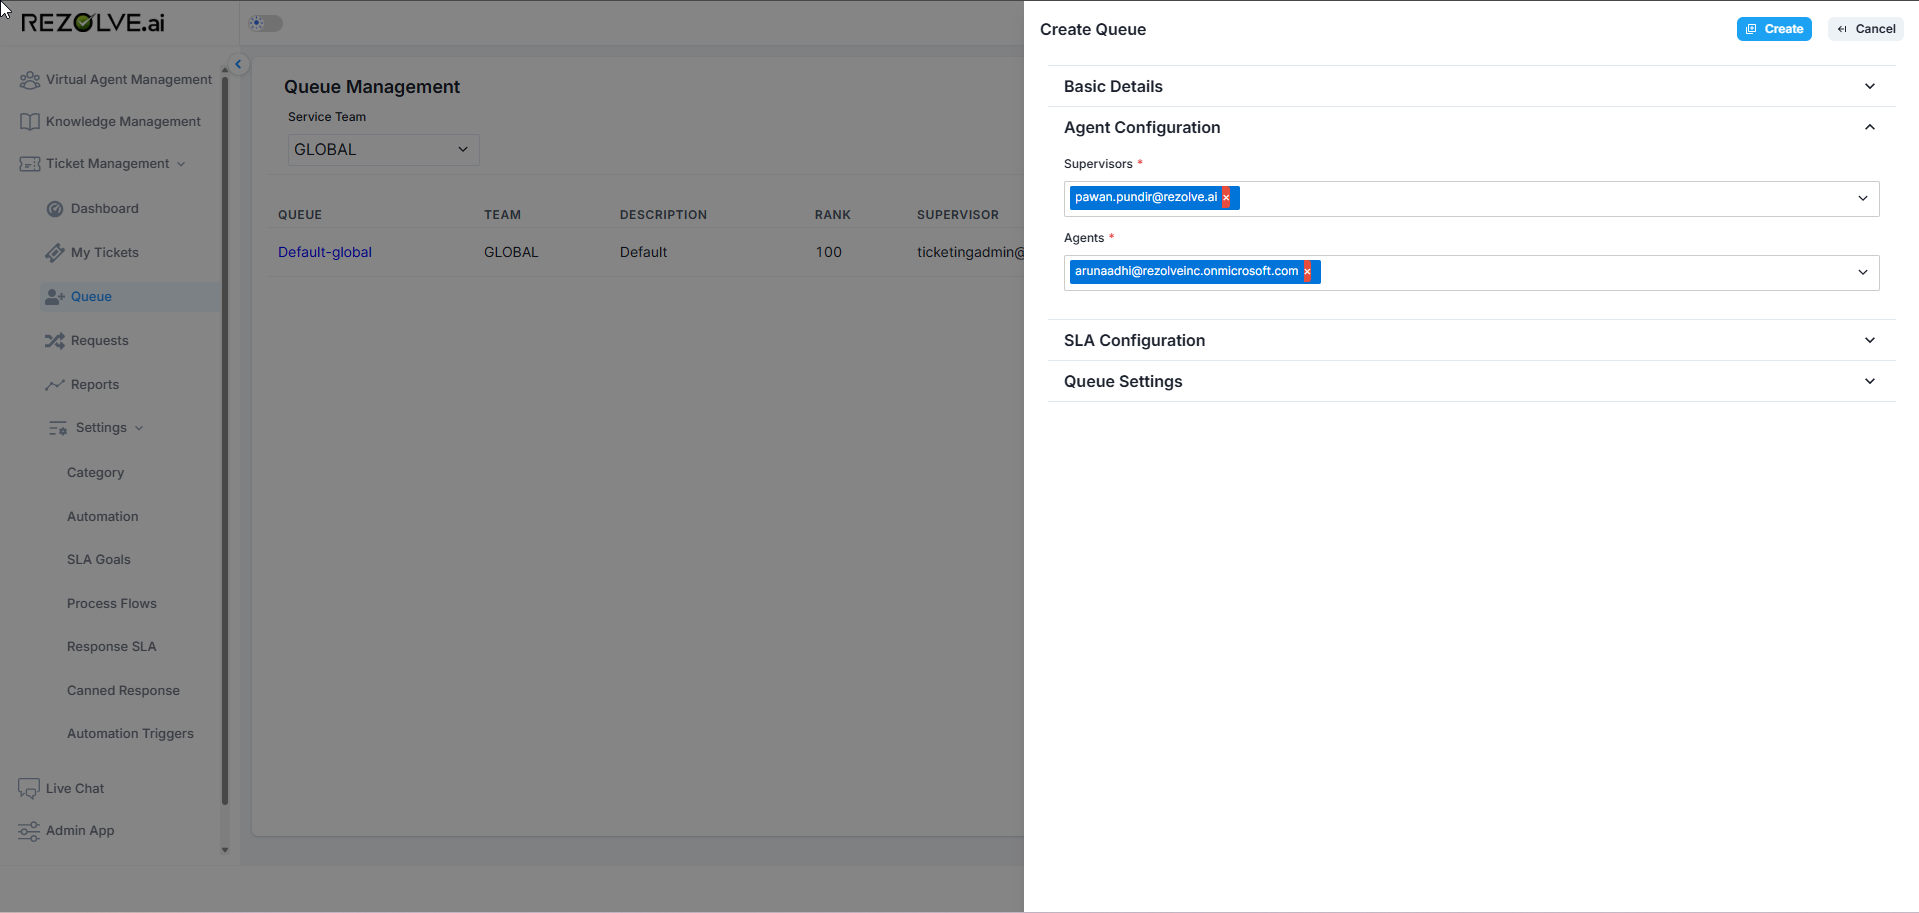 REZOLVE.ai
Virtual Agent Management
Knowledge Management
Ticket Management
Dashboard
My Tickets
Queue
Requests
Reports
Settings
Category
Automation
SLA Goals
Process Flows
Response SLA
Canned Response
Automation Triggers
Live Chat
Admin App
Queue Management
Service Team
GLOBAL
QUEUE TEAM DESCRIPTION RANK SUPERVISOR
Default-global GLOBAL Default 100 ticketingadmin@
Create Queue
Create Cancel
Basic Details
Agent Configuration
Supervisors *
pawan.pundir@rezolve.ai ×
Agents *
arunaadhi@rezolveinc.onmicrosoft.com ×
SLA Configuration
Queue Settings